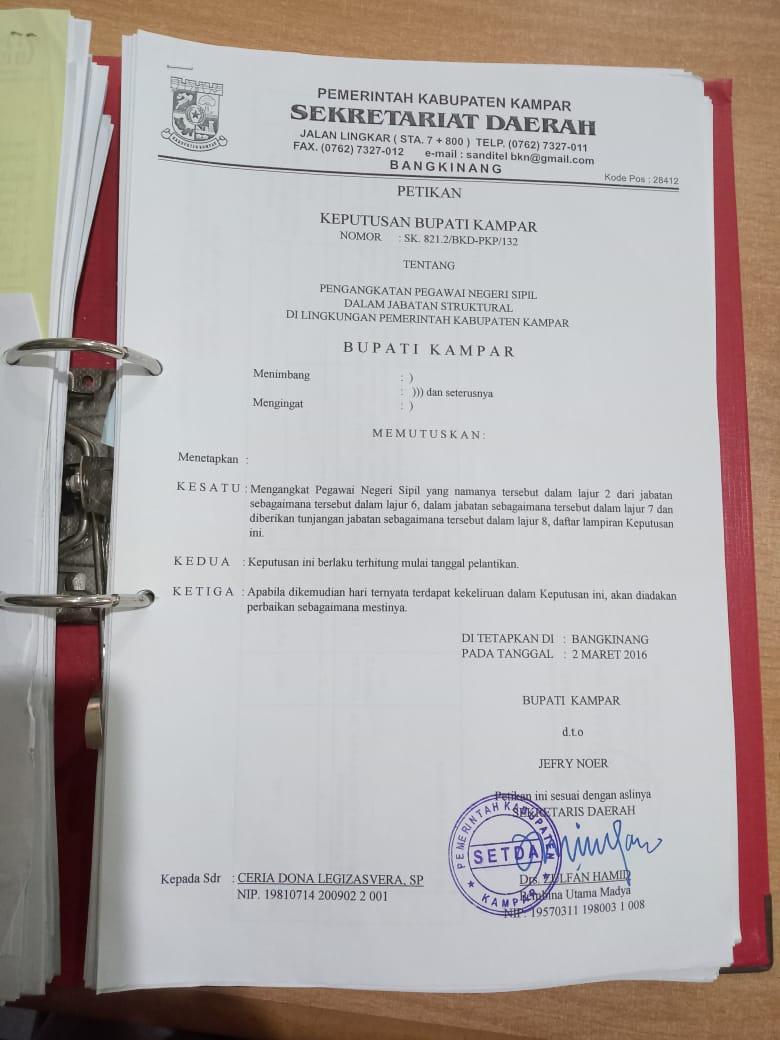 PEMERINTAH KABUPATEN KAMPAR
SEKRETARIAT DAERAH
JALAN LINGKAR ( STA. 7 + 800 ) TELP. (0762) 7327-011
FAX. (0762) 7327-012 e-mail : sanditel bkn@gmail.com
BANGKINANG
Kode Pos : 28412
KABUPATEN KAMPAR
PETIKAN
KEPUTUSAN BUPATI KAMPAR
NOMOR : SK. 821.2/BKD-PKP/132
TENTANG
PENGANGKATAN PEGAWAI NEGERI SIPIL
DALAM JABATAN STRUKTURAL
DI LINGKUNGAN PEMERINTAH KABUPATEN KAMPAR
BUPATI KAMPAR
Menimbang : )
: ))) dan seterusnya
Mengingat : )
MEMUTUSKAN:
Menetapkan :
KESATU : Mengangkat Pegawai Negeri Sipil yang namanya tersebut dalam lajur 2 dari jabatan
sebagaimana tersebut dalam lajur 6, dalam jabatan sebagaimana tersebut dalam lajur 7 dan
diberikan tunjangan jabatan sebagaimana tersebut dalam lajur 8, daftar lampiran Keputusan
ini.
KEDUA : Keputusan ini berlaku terhitung mulai tanggal pelantikan.
KETIGA : Apabila dikemudian hari ternyata terdapat kekeliruan dalam Keputusan ini, akan diadakan
perbaikan sebagaimana mestinya.
DI TETAPKAN DI : BANGKINANG
PADA TANGGAL : 2 MARET 2016
BUPATI KAMPAR
d.t.o
JEFRY NOER
Petikan ini sesuai dengan aslinya
SEKRETARIS DAERAH
PEMERINTAH KABUPATEN
SETDA
KAMPAR
Drs. ZULFAN HAMID
Pembina Utama Madya
NIP. 19570311 198003 1 008
Kepada Sdr : CERIA DONA LEGIZASVERA, SP
NIP. 19810714 200902 2 001